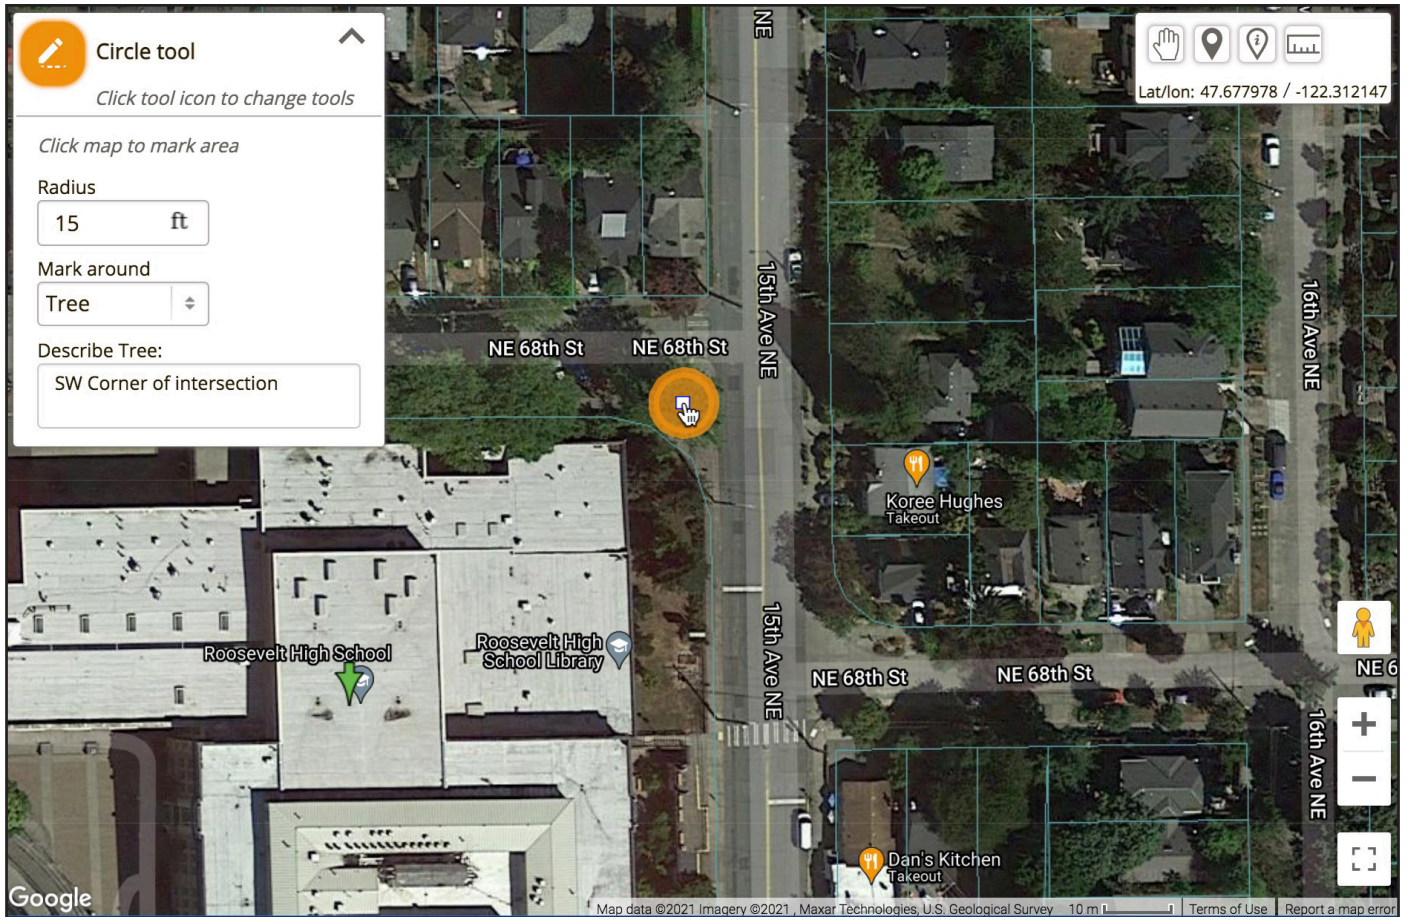 Circle tool
Click tool icon to change tools
Click map to mark area
Radius
15 ft
Mark around
Tree
Describe Tree:
SW Corner of intersection
Lat/lon: 47.677978 / -122.312147
NE
15th Ave NE
16th Ave NE
NE 68th St
NE 68th St
Koree Hughes
Takeout
Roosevelt High School
Roosevelt High
School Library
15th Ave NE
NE 68th St
NE 68th St
NE 6
16th Ave NE
Dan's Kitchen
Takeout
Google
Map data ©2021 Imagery ©2021 , Maxar Technologies, U.S. Geological Survey
10 m
Terms of Use
Report a map error